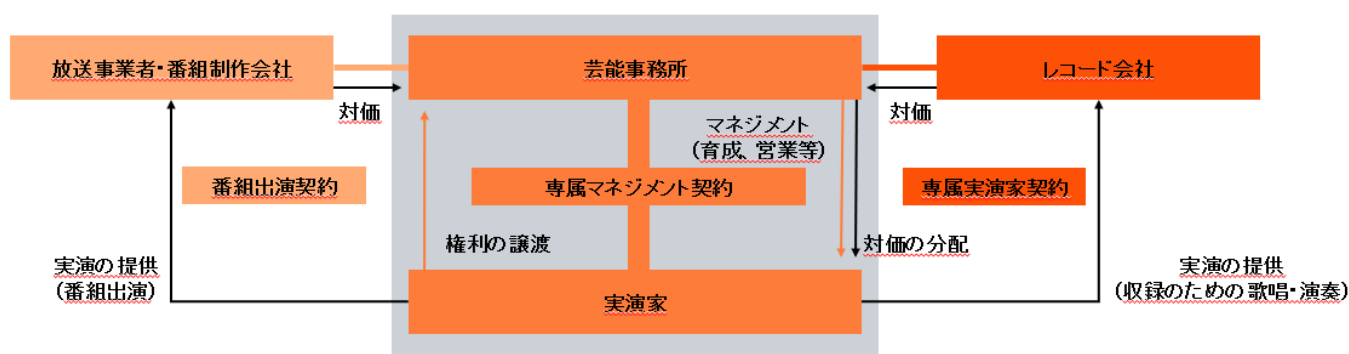 放送事業者・番組制作会社
芸能事務所
レコード会社
対価
マネジメント
(育成、営業等)
対価
番組出演契約
専属マネジメント契約
専属実演家契約
権利の譲渡
対価の分配
実演の提供
(番組出演)
実演家
実演の提供
(収録のための歌唱・演奏)